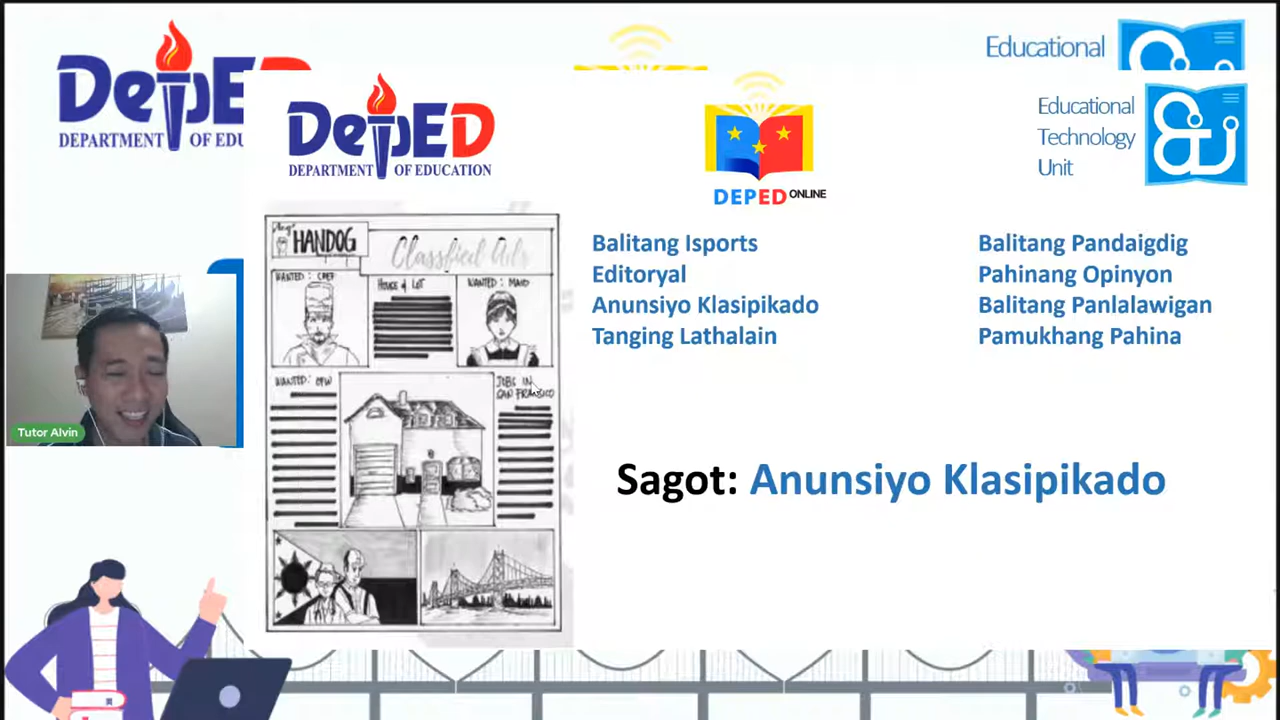 DepED
DEPARTMENT OF EDU
Educational
DepED
DEPARTMENT OF EDUCATION
DEPED ONLINE
Educational
Technology
Unit
HANDOG
Classified Ads
WANTED: CHEF
HOUSE & LOT
WANTED: MAID
WANTED: OFW
JOBS IN
SAN FRANSICO
Balitang Isports
Editoryal
Anunsiyo Klasipikado
Tanging Lathalain
Balitang Pandaigdig
Pahinang Opinyon
Balitang Panlalawigan
Pamukhang Pahina
Sagot: Anunsiyo Klasipikado
Tutor Alvin